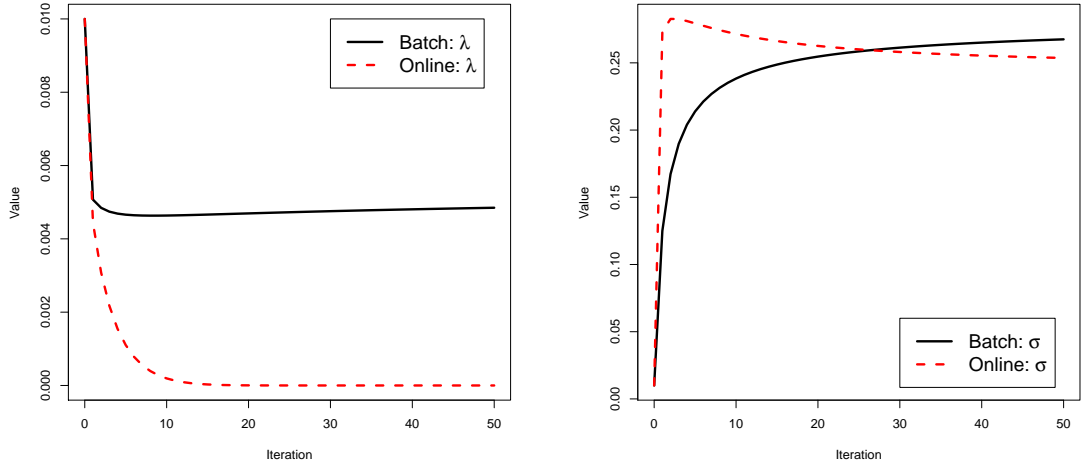 0.010
0.008
0.006
0.004
0.002
0.000
Value
0 10 20 30 40 50
Iteration
Batch: λ
Online: λ
0.25
0.20
0.15
0.10
0.05
0.00
Value
0 10 20 30 40 50
Iteration
Batch: σ
Online: σ